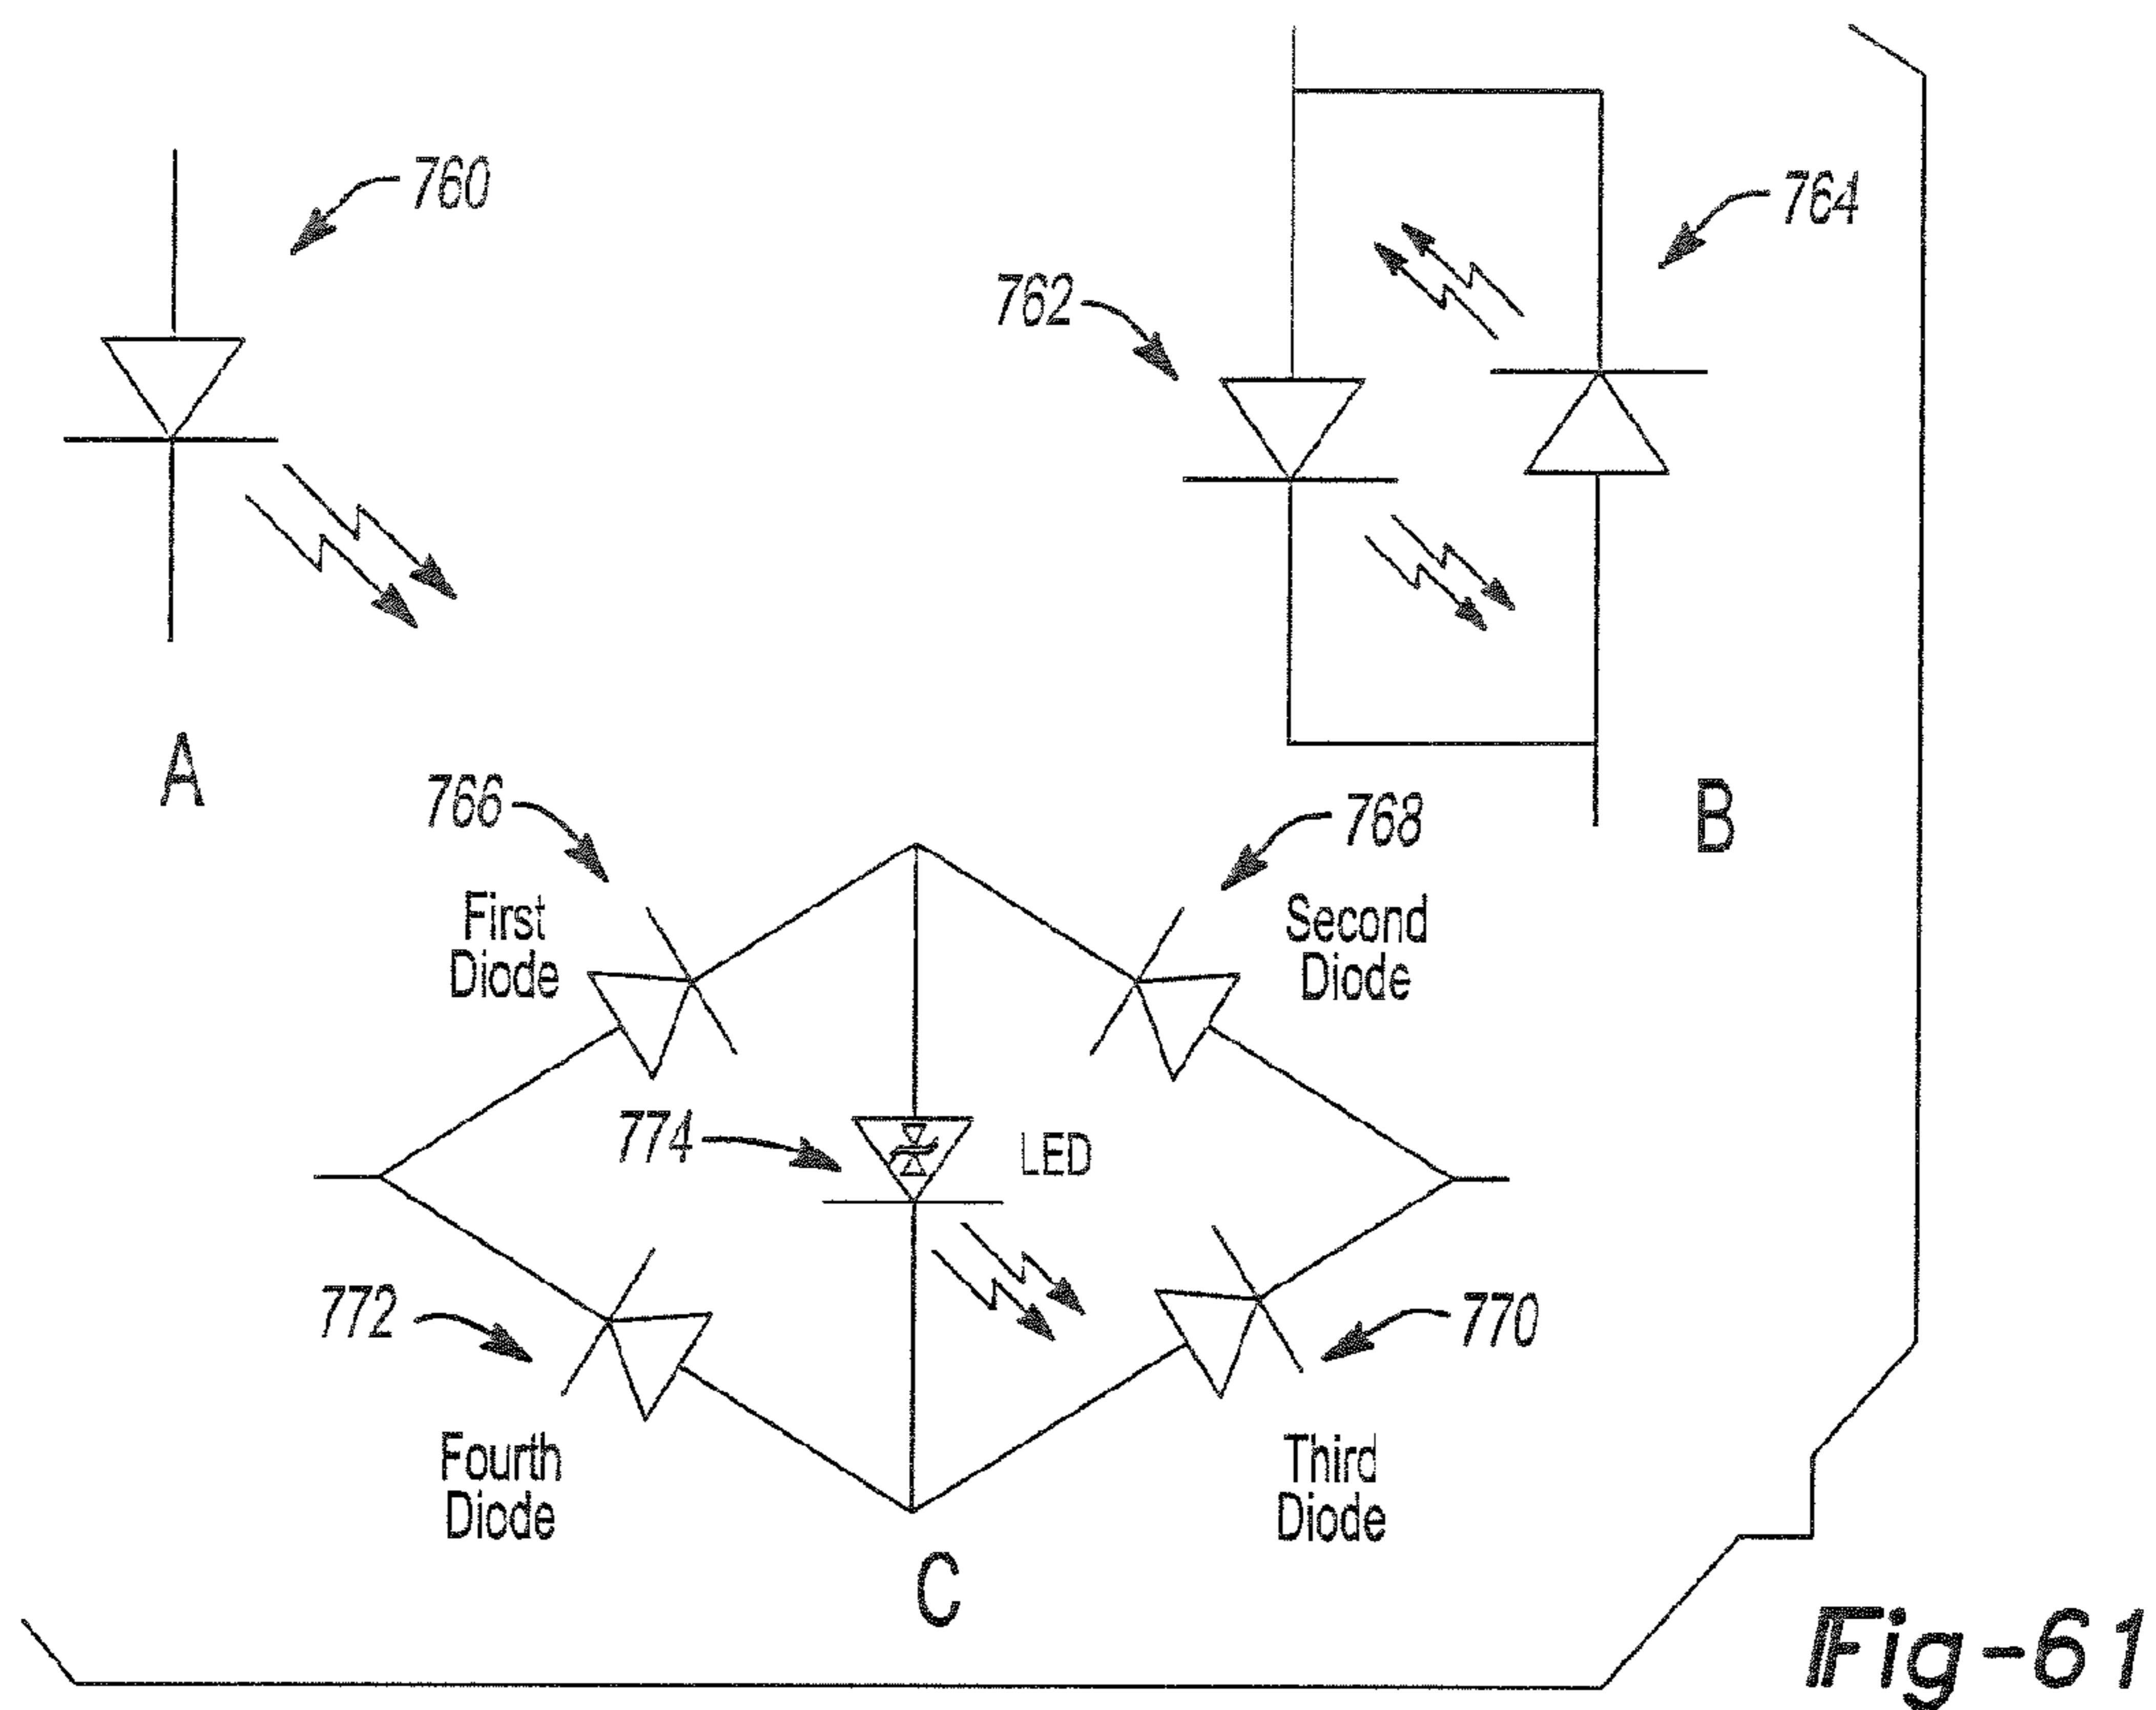 760
764
762
A
B
766
768
First
Diode
Second
Diode
774
LED
772
770
Fourth
Diode
Third
Diode
C
Fig-61